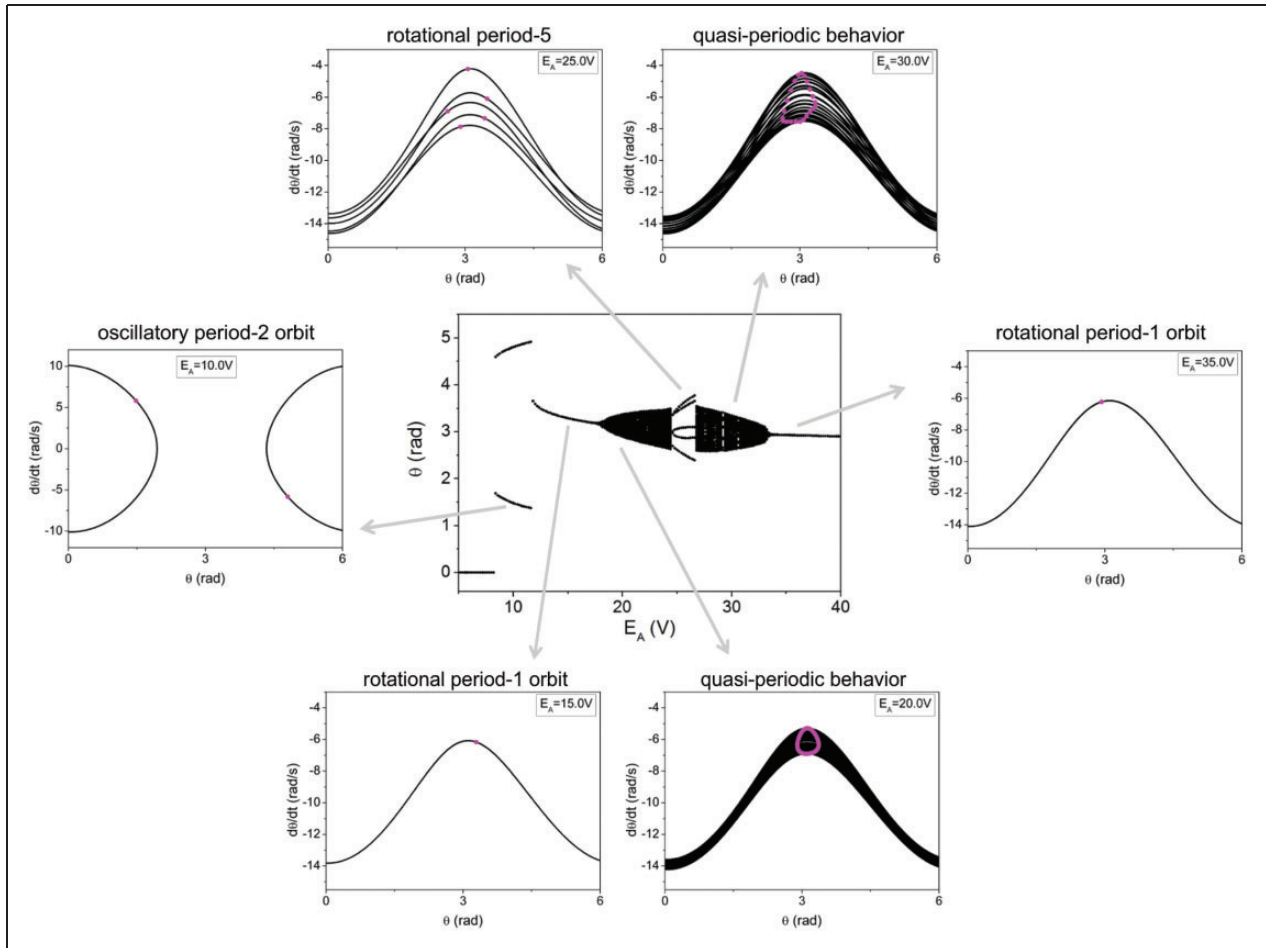 rotational period-5
quasi-periodic behavior
E_A=25.0V
E_A=30.0V
-4
-6
-8
-10
-12
-14
dθ/dt (rad/s)
0
3
6
θ (rad)
-4
-6
-8
-10
-12
-14
dθ/dt (rad/s)
0
3
6
θ (rad)
oscillatory period-2 orbit
E_A=10.0V
10
5
0
-5
-10
dθ/dt (rad/s)
0
3
6
θ (rad)
5
4
3
2
1
0
θ (rad)
10
20
30
40
E_A (V)
rotational period-1 orbit
E_A=35.0V
-4
-6
-8
-10
-12
-14
dθ/dt (rad/s)
0
3
6
θ (rad)
rotational period-1 orbit
E_A=15.0V
-4
-6
-8
-10
-12
-14
dθ/dt (rad/s)
0
3
6
θ (rad)
quasi-periodic behavior
E_A=20.0V
-4
-6
-8
-10
-12
-14
dθ/dt (rad/s)
0
3
6
θ (rad)